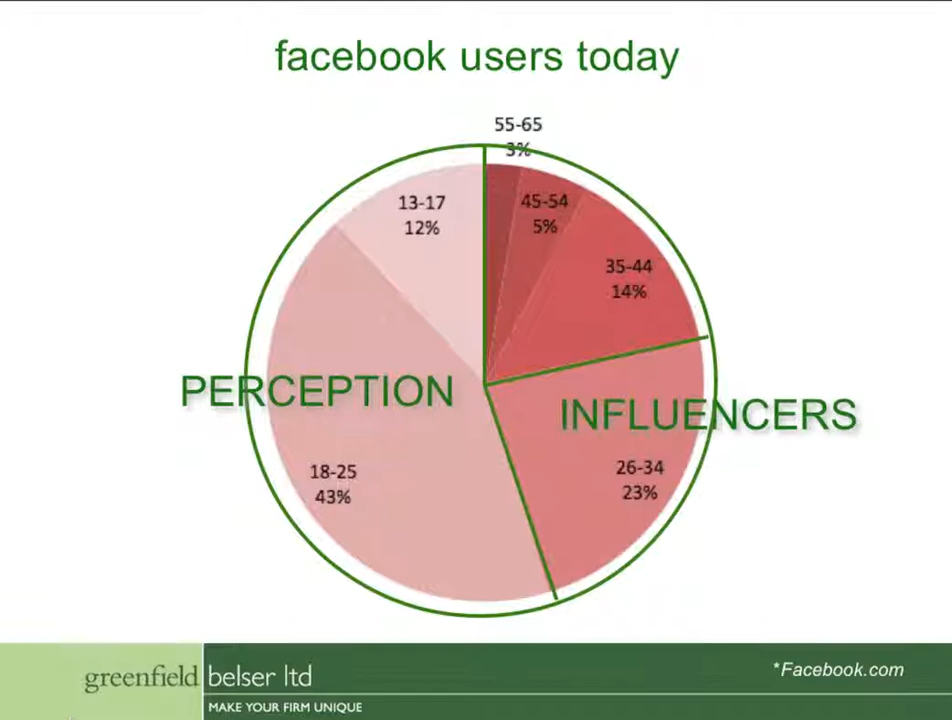 facebook users today
55-65
3%
13-17
12%
45-54
5%
35-44
14%
PERCEPTION
INFLUENCERS
18-25
43%
26-34
23%
greenfield belser ltd
MAKE YOUR FIRM UNIQUE
*Facebook.com